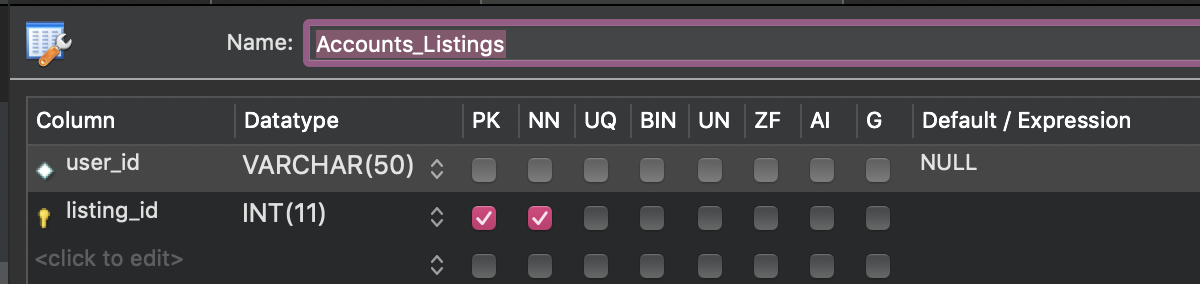 Name: Accounts_Listings
Column Datatype PK NN UQ BIN UN ZF AI G Default / Expression
user_id VARCHAR(50) NULL
listing_id INT(11)
<click to edit>